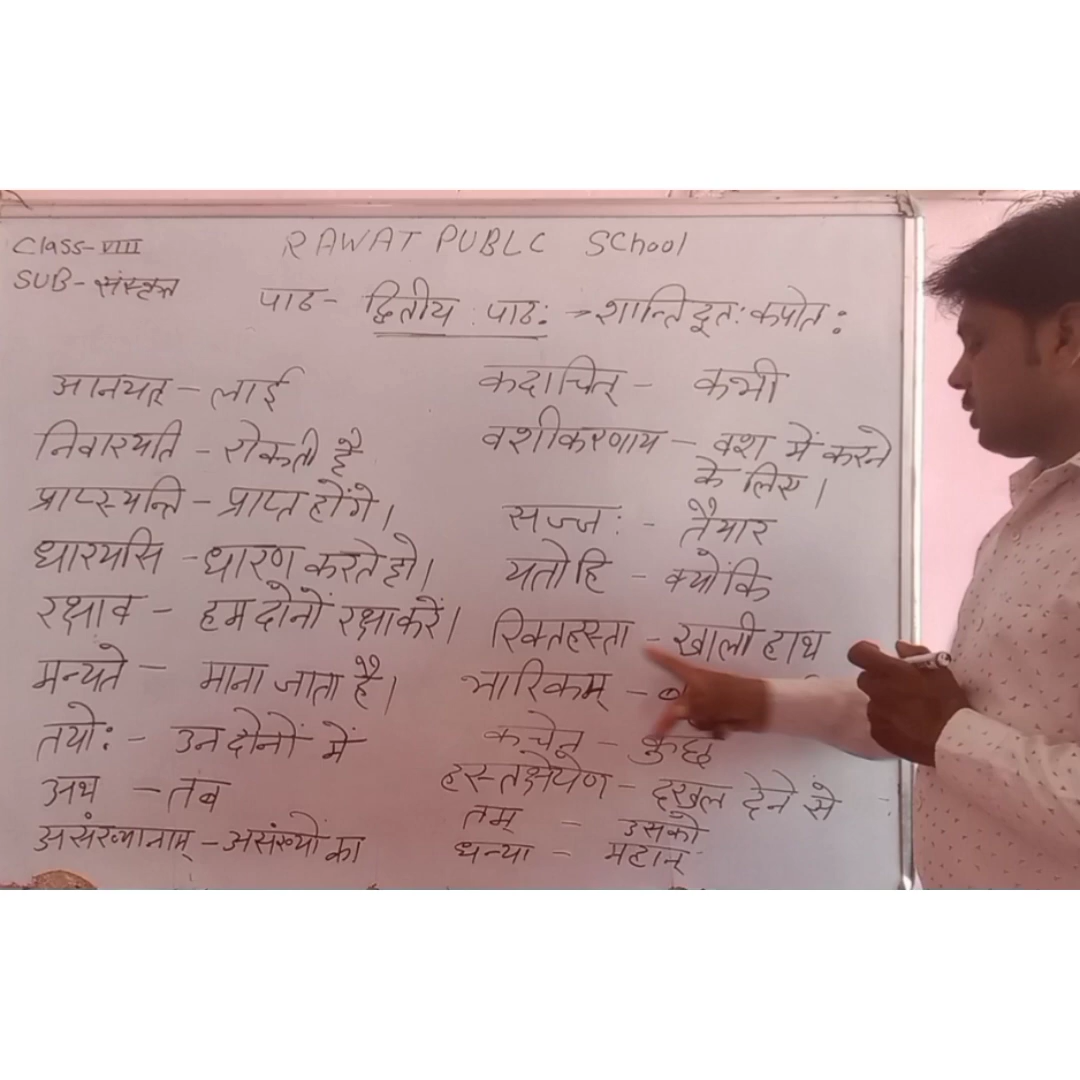 Class-VIII
RAWAT PUBLC SChool
SUB-संस्कृत
पाठ- द्वितीय पाठ: → शान्तिदूत: कपोत:
आनयत् - लाई
निवारयति - रोकती है
प्राप्स्यन्ति - प्राप्त होंगे।
धारयसि - धारण करते हो।
रक्षाव - हम दोनों रक्षा करें।
मन्यते - माना जाता है।
तयो: - उन दोनों में
अथ - तब
असंख्यानाम् - असंख्यों का
कदाचित् - कभी
वशीकरणाय - वश में करने
के लिए।
सज्ज: - तैयार
यतोहि - क्योंकि
रिक्तहस्ता - खाली हाथ
भारिकम् -
- कुछ
हस्तक्षेपेण - दखल देने से
तम् - उसको
धन्या - महान्